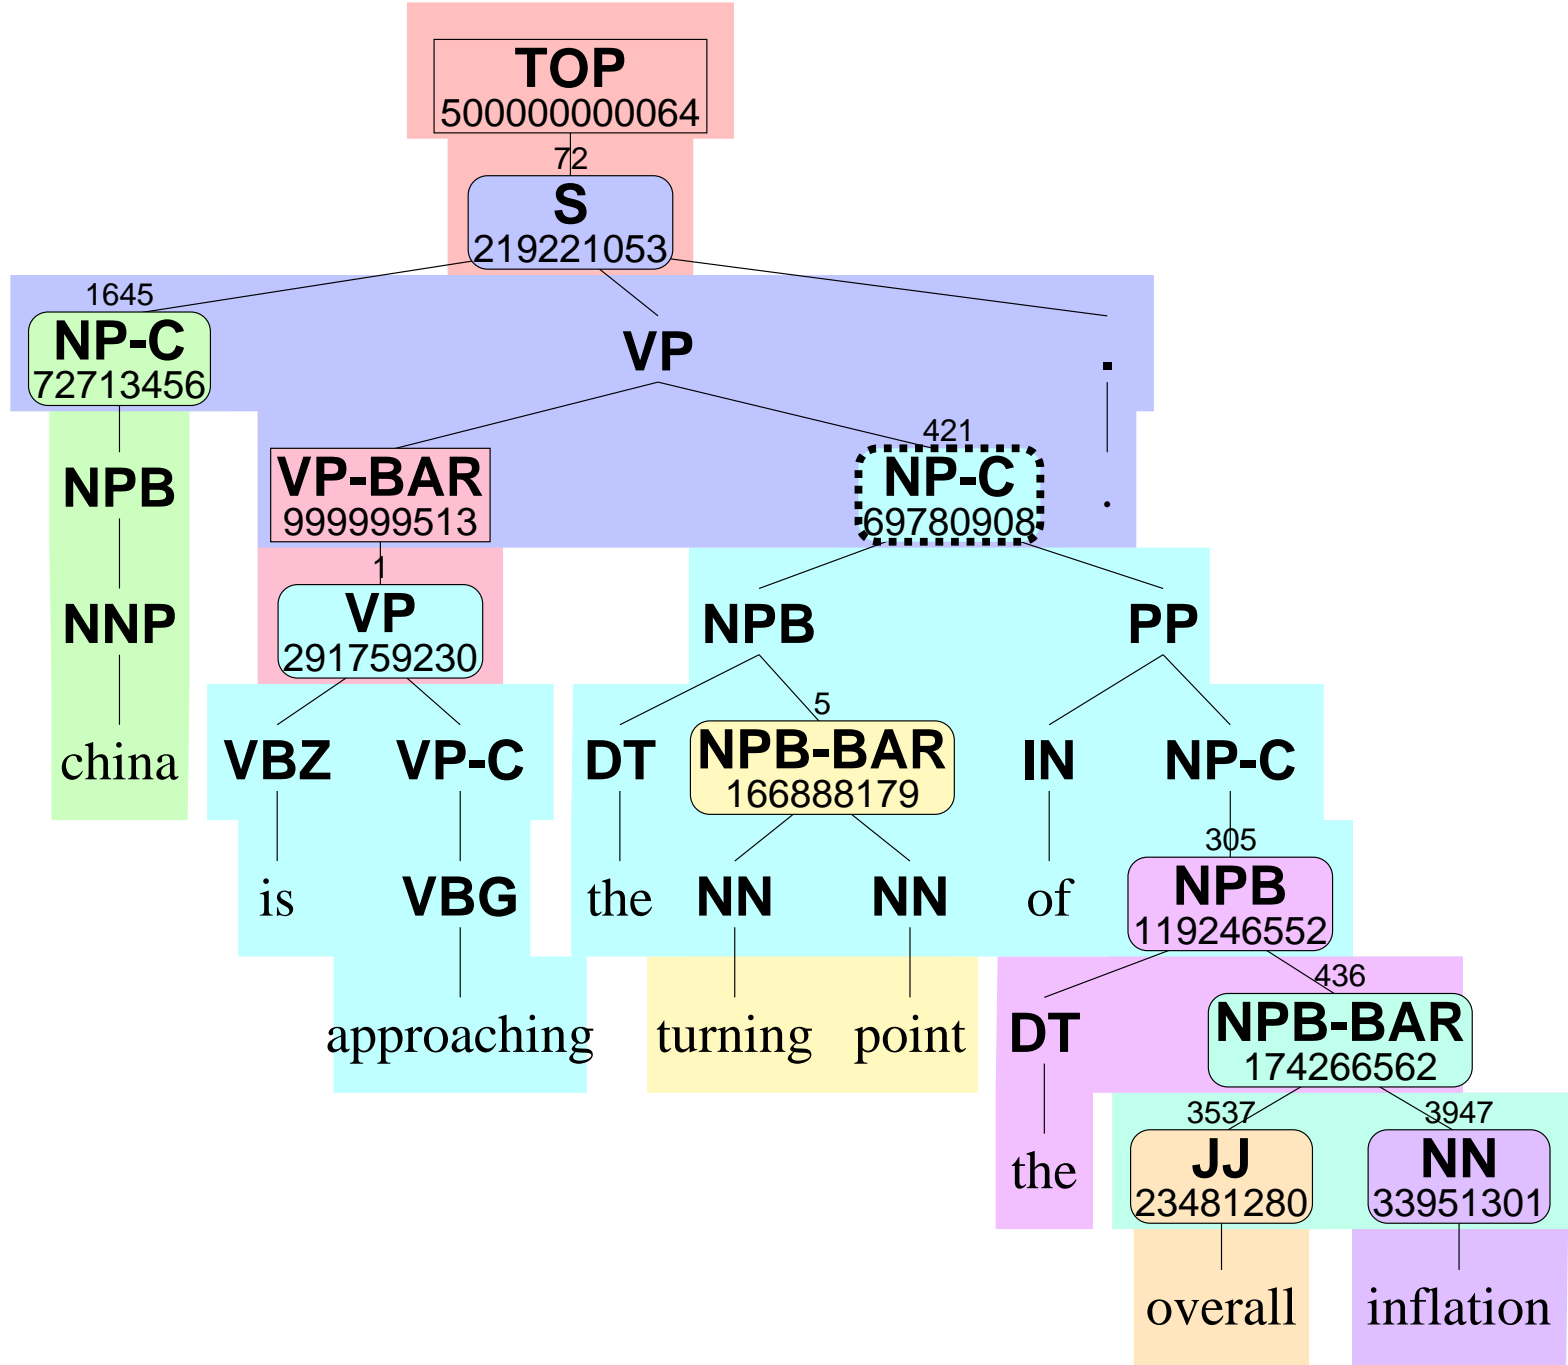 TOP
500000000064
72
S
219221053
1645
NP-C
72713456
VP
.
421
NPB
VP-BAR
999999513
NP-C
69780908
.
1
NNP
VP
291759230
NPB
PP
5
china
VBZ
VP-C
DT
NPB-BAR
166888179
IN
NP-C
305
is
VBG
the
NN
NN
of
NPB
119246552
436
approaching
turning
point
DT
NPB-BAR
174266562
3537
3947
the
JJ
23481280
NN
33951301
overall
inflation